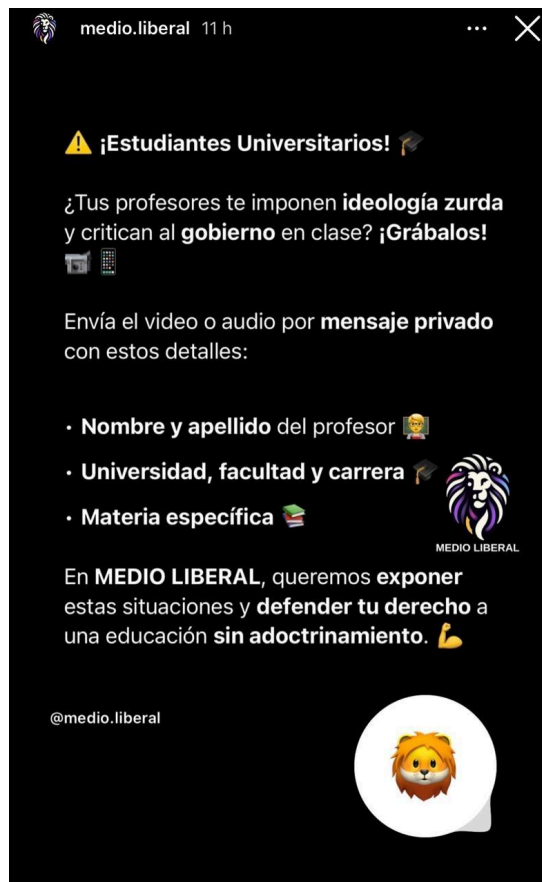 medio.liberal 11 h
⚠️ ¡Estudiantes Universitarios! 🎓
¿Tus profesores te imponen ideología zurda
y critican al gobierno en clase? ¡Grábalos!
📹📱
Envía el video o audio por mensaje privado
con estos detalles:
• Nombre y apellido del profesor 🧑‍🏫
• Universidad, facultad y carrera 🎓
• Materia específica 📚
MEDIO LIBERAL
En MEDIO LIBERAL, queremos exponer
estas situaciones y defender tu derecho a
una educación sin adoctrinamiento. 💪
@medio.liberal